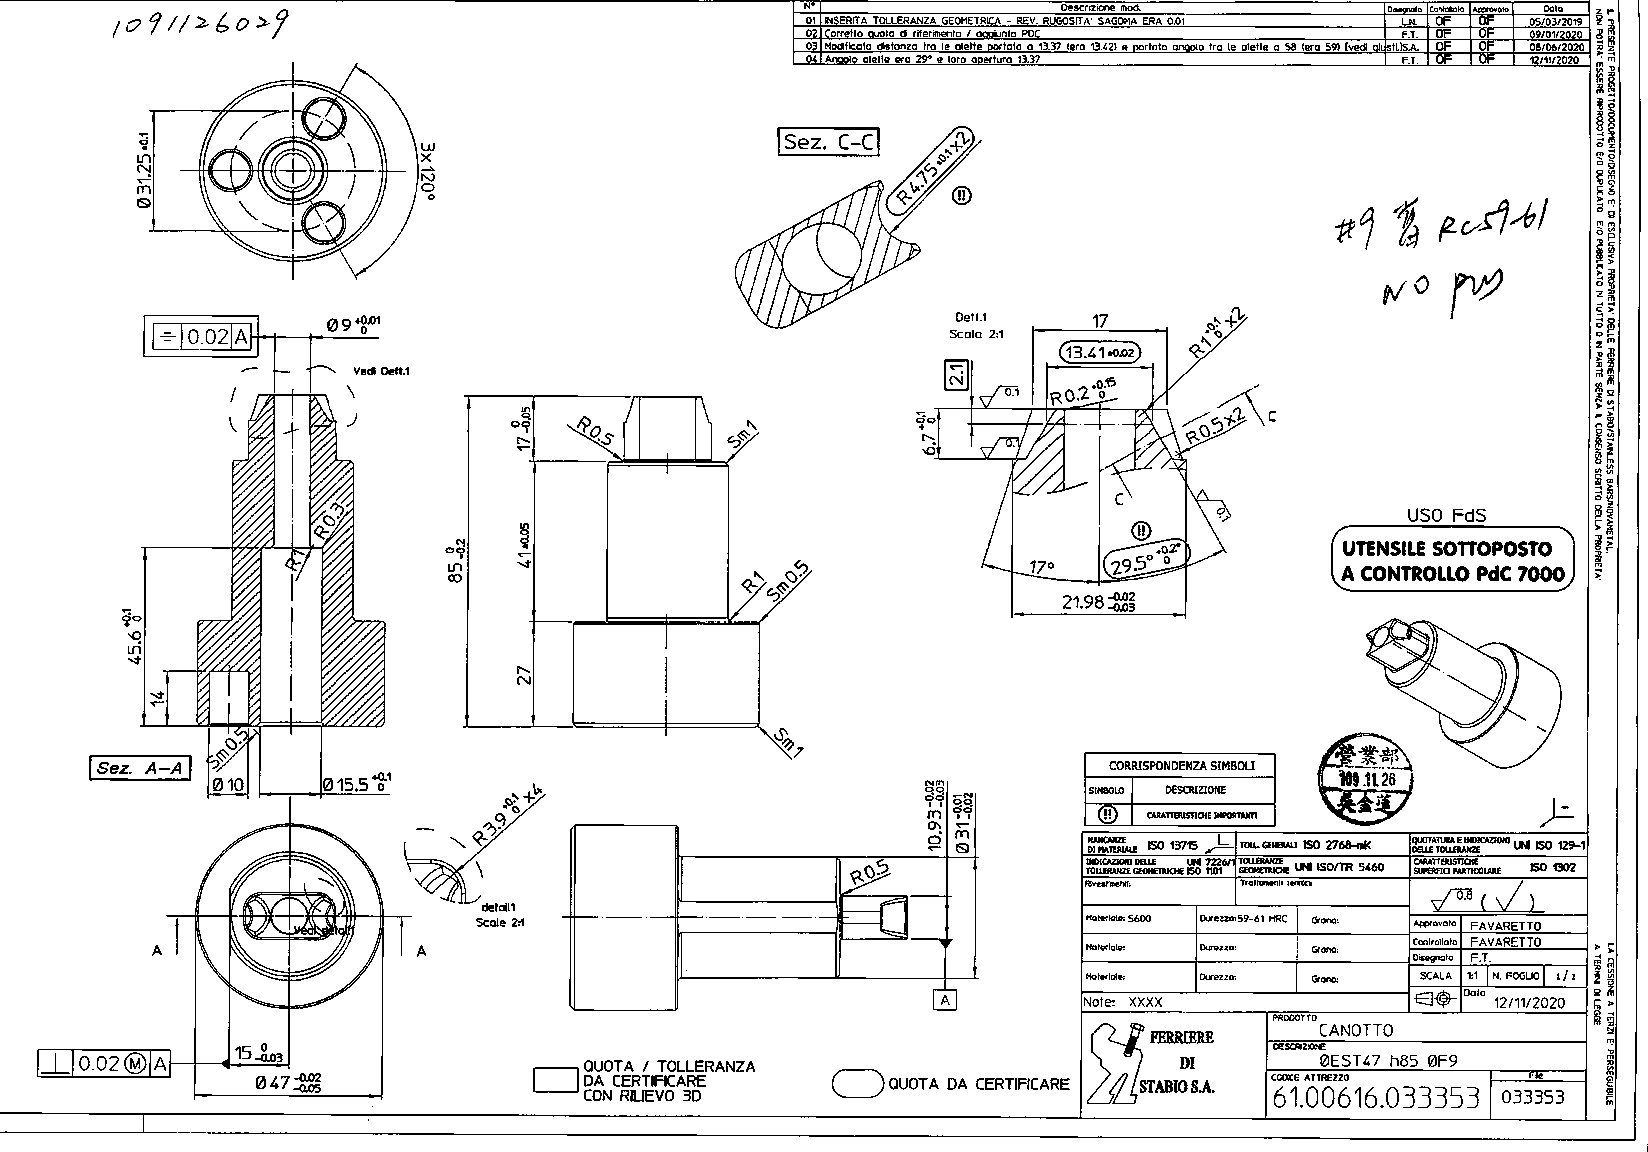 1091126029
N° Descrizione mod. Disegnato Controllato Approvato Data
01 INSERITA TOLLERANZA GEOMETRICA - REV. RUGOSITA' SAGOMA ERA 0.01 L.N. OF OF 05/03/2019
02 Corretto quota di riferimento / aggiunto PDC F.T. OF OF 09/01/2020
03 Modificata distanza tra le alette portata a 13.37 (era 13.42) e portato angolo tra le alette a 58 (era 59) (vedi giusti.) S.A. OF OF 08/06/2020
04 Angolo alette era 29° e loro apertura 13.37 F.T. OF OF 12/11/2020
Ø31.25 ±0.1
3x120°
Sez. C-C
R4.75 ±0.1 x2
(!!)
#9 舊 RC59-61
NO
0.02 A
Ø9 +0.01 0
Vedi Dett.1
R0.3
R1
45.6 +0.1 0
14
Sm0.5
Ø10
Ø15.5 +0.1 0
Sez. A-A
85 0 -0.2
17 0 -0.05
41 ±0.05
27
R0.5
Sm1
R1
Sm0.5
Sm1
Dett.1
Scala 2:1
17
13.41 ±0.02
R1 +0.1 0 x2
2.1
0.1
R0.2 +0.15 0
6.7 +0.1 0
0.1
R0.5 x2
C
C
0.1
(!!)
17°
29.5° +0.2° 0
21.98 -0.02 -0.03
USO FdS
UTENSILE SOTTOPOSTO
A CONTROLLO PdC 7000
R3.9 +0.1 0 x4
detail1
Scale 2:1
Vedi detail1
A
A
15 0 -0.03
0.02 M A
Ø47 -0.02 -0.05
10.93 -0.02 -0.03
Ø31 -0.01 -0.02
R0.5
A
QUOTA / TOLLERANZA
DA CERTIFICARE
CON RILIEVO 3D
QUOTA DA CERTIFICARE
營業部
109.11.26
CORRISPONDENZA SIMBOLI
SIMBOLO DESCRIZIONE
(!!) CARATTERISTICHE IMPORTANTI
MANCANZE DI MATERIALE ISO 13715 TOLL. GENERALI ISO 2768-mK QUOTATURA E INDICAZIONI DELLE TOLLERANZE UNI ISO 129-1
INDICAZIONI DELLE TOLLERANZE GEOMETRICHE UNI 7226/1 ISO 1101 TOLLERANZE GEOMETRICHE UNI ISO/TR 5460 CARATTERISTICHE SUPERFICI PARTICOLARE ISO 1302
Rivestimenti: Trattamenti termici:
0.8
Materiale: S600 Durezza: 59-61 HRC Grano:
Materiale: Durezza: Grano:
Materiale: Durezza: Grano:
Approvato FAVARETTO
Controllato FAVARETTO
Disegnato F.T.
SCALA 1:1 N. FOGLIO 1/1
Data 12/11/2020
Note: XXXX
FERRIERE
DI
STABIO S.A.
PRODOTTO
CANOTTO
DESCRIZIONE
ØEST47 h85 ØF9
CODICE ATTREZZO
61.00616.033353
File
033353
IL PRESENTE PROGETTO/DOCUMENTO/DISEGNO E' DI ESCLUSIVA PROPRIETA' DELLE FERRIERE DI STABIO/STAINLESS BARS/NOVAMETAL.
NON POTRA' ESSERE RIPRODOTTO E/O DUPLICATO E/O PUBBLICATO IN TUTTO O IN PARTE SENZA IL CONSENSO SCRITTO DELLA PROPRIETA'
LA CESSIONE A TERZI E' PERSEGUIBILE
A TERMINI DI LEGGE